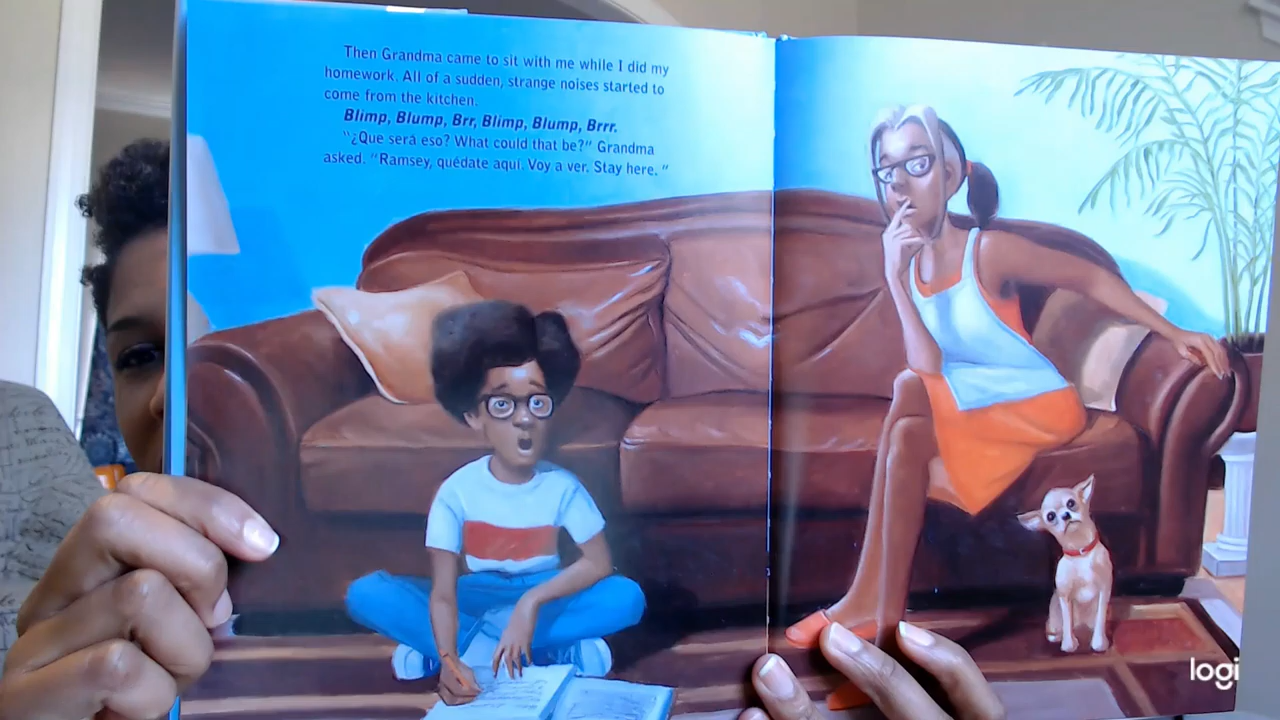 Then Grandma came to sit with me while I did my
homework. All of a sudden, strange noises started to
come from the kitchen.
Blimp, Blump, Brr, Blimp, Blump, Brrr.
"¿Que será eso? What could that be?" Grandma
asked. "Ramsey, quédate aquí. Voy a ver. Stay here. "
logi